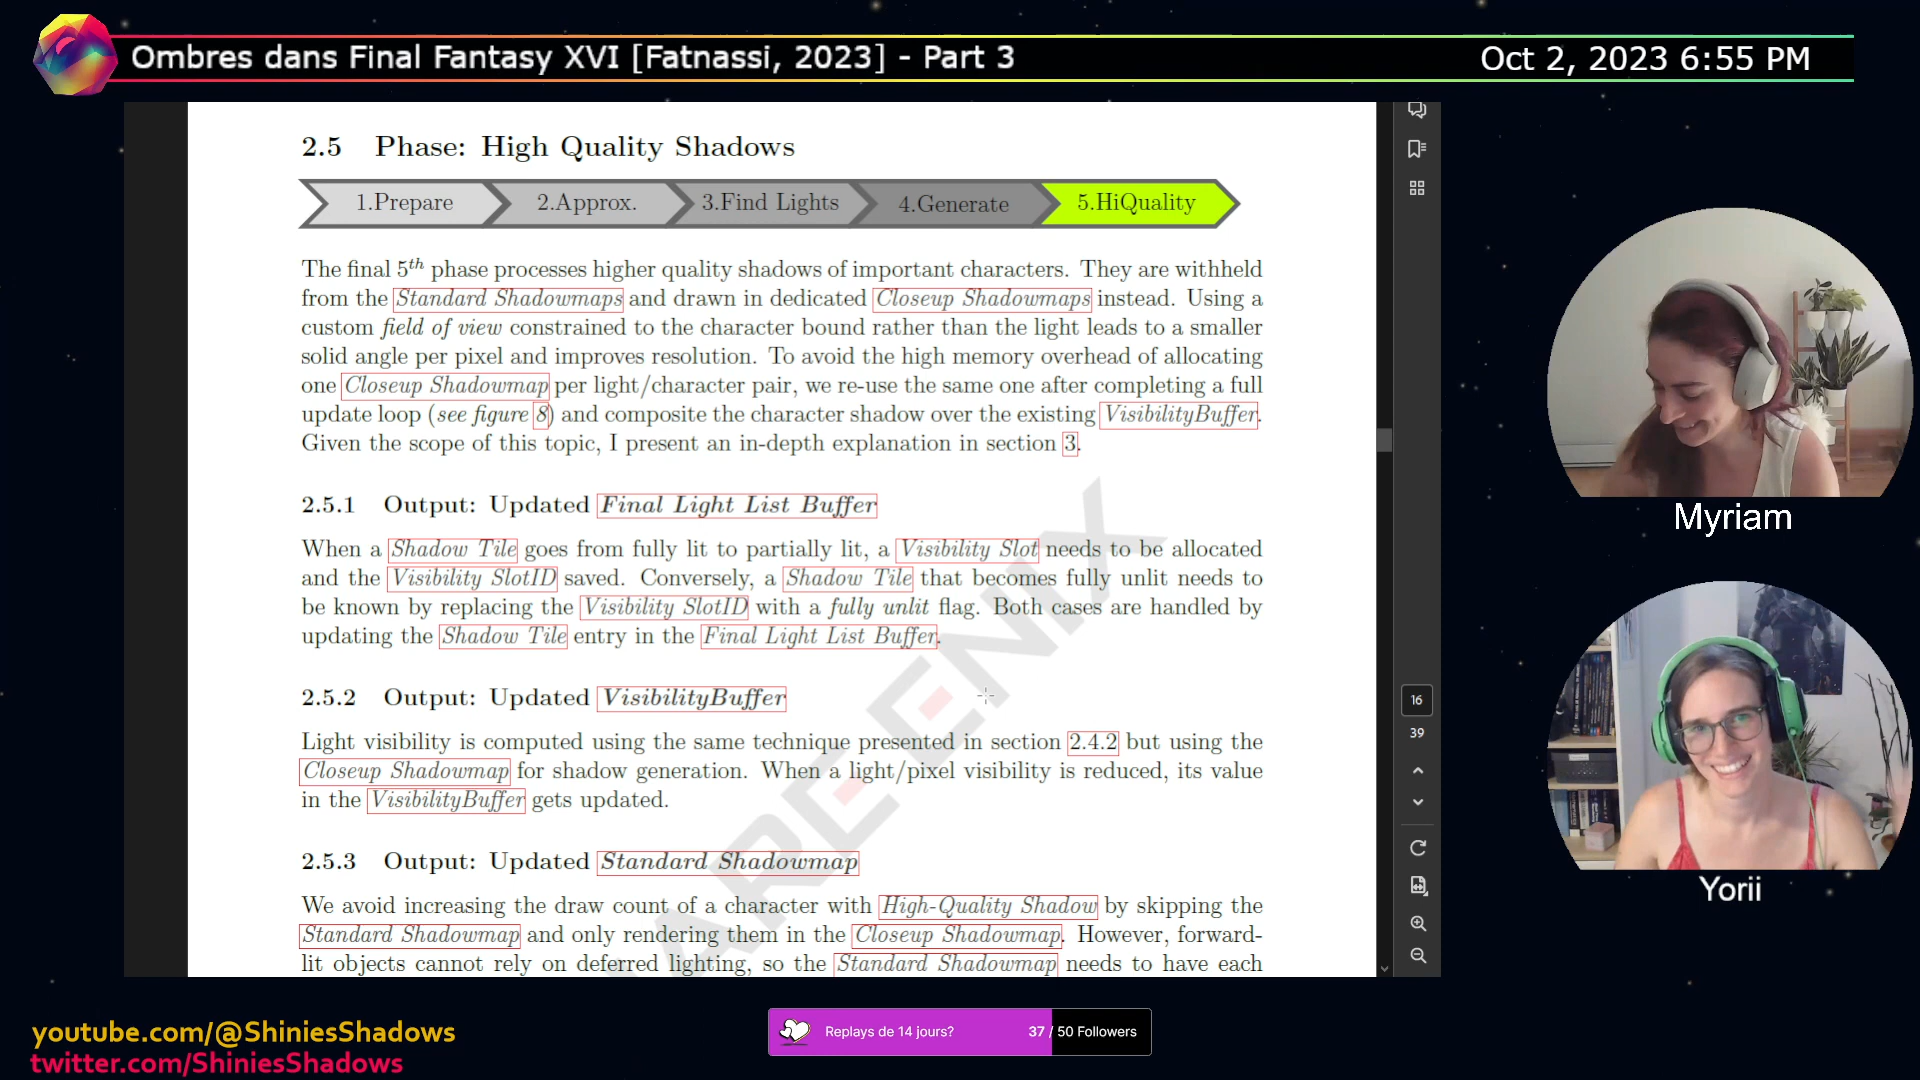 Ombres dans Final Fantasy XVI [Fatnassi, 2023] - Part 3
Oct 2, 2023 6:55 PM
2.5 Phase: High Quality Shadows
1.Prepare
2.Approx.
3.Find Lights
4.Generate
5.HiQuality
The final 5th phase processes higher quality shadows of important characters. They are withheld
from the Standard Shadowmaps and drawn in dedicated Closeup Shadowmaps instead. Using a
custom field of view constrained to the character bound rather than the light leads to a smaller
solid angle per pixel and improves resolution. To avoid the high memory overhead of allocating
one Closeup Shadowmap per light/character pair, we re-use the same one after completing a full
update loop (see figure 8) and composite the character shadow over the existing VisibilityBuffer.
Given the scope of this topic, I present an in-depth explanation in section 3.
2.5.1 Output: Updated Final Light List Buffer
When a Shadow Tile goes from fully lit to partially lit, a Visibility Slot needs to be allocated
and the Visibility SlotID saved. Conversely, a Shadow Tile that becomes fully unlit needs to
be known by replacing the Visibility SlotID with a fully unlit flag. Both cases are handled by
updating the Shadow Tile entry in the Final Light List Buffer.
2.5.2 Output: Updated VisibilityBuffer
Light visibility is computed using the same technique presented in section 2.4.2 but using the
Closeup Shadowmap for shadow generation. When a light/pixel visibility is reduced, its value
in the VisibilityBuffer gets updated.
2.5.3 Output: Updated Standard Shadowmap
We avoid increasing the draw count of a character with High-Quality Shadow by skipping the
Standard Shadowmap and only rendering them in the Closeup Shadowmap. However, forward-
lit objects cannot rely on deferred lighting, so the Standard Shadowmap needs to have each
ARE ENIX
16
39
Myriam
Yorii
youtube.com/@ShiniesShadows
twitter.com/ShiniesShadows
Replays de 14 jours?
37 / 50 Followers